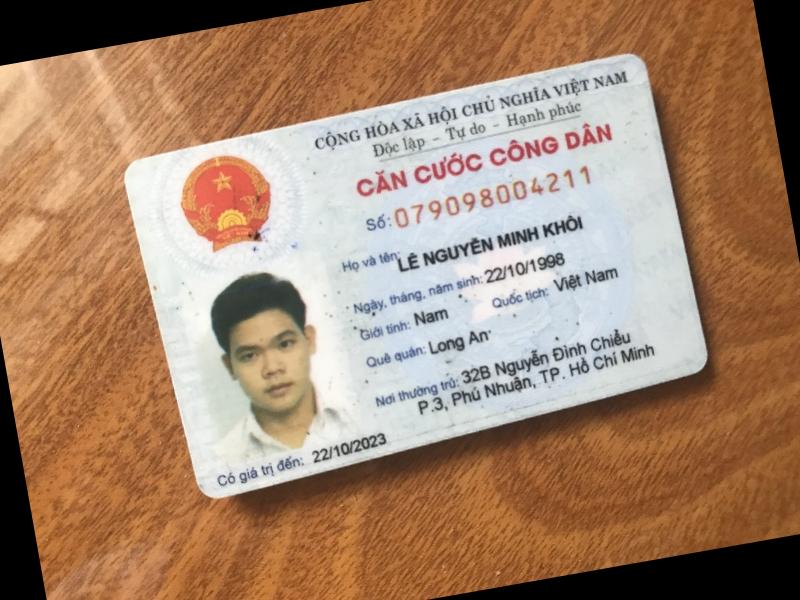 CỘNG HÒA XÃ HỘI CHỦ NGHĨA VIỆT NAM
Độc lập - Tự do - Hạnh phúc
CĂN CƯỚC CÔNG DÂN
Số: 079098004211
Họ và tên: LÊ NGUYỄN MINH KHÔI
Ngày, tháng, năm sinh: 22/10/1998
Giới tính: Nam Quốc tịch: Việt Nam
Quê quán: Long An
Nơi thường trú: 32B Nguyễn Đình Chiểu
P.3, Phú Nhuận, TP. Hồ Chí Minh
Có giá trị đến: 22/10/2023